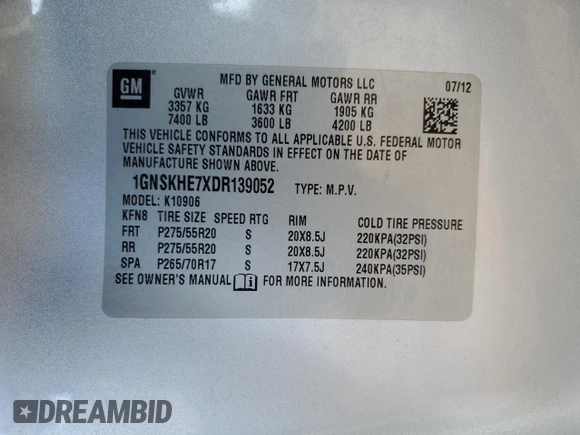 GM
MFD BY GENERAL MOTORS LLC 07/12
GVWR GAWR FRT GAWR RR
3357 KG 1633 KG 1905 KG
7400 LB 3600 LB 4200 LB
THIS VEHICLE CONFORMS TO ALL APPLICABLE U.S. FEDERAL MOTOR
VEHICLE SAFETY STANDARDS IN EFFECT ON THE DATE OF
MANUFACTURE SHOWN ABOVE.
1GNSKHE7XDR139052 TYPE: M.P.V.
MODEL: K10906
KFN8 TIRE SIZE SPEED RTG RIM COLD TIRE PRESSURE
FRT P275/55R20 S 20X8.5J 220KPA(32PSI)
RR P275/55R20 S 20X8.5J 220KPA(32PSI)
SPA P265/70R17 S 17X7.5J 240KPA(35PSI)
SEE OWNER'S MANUAL FOR MORE INFORMATION.
DREAMBID